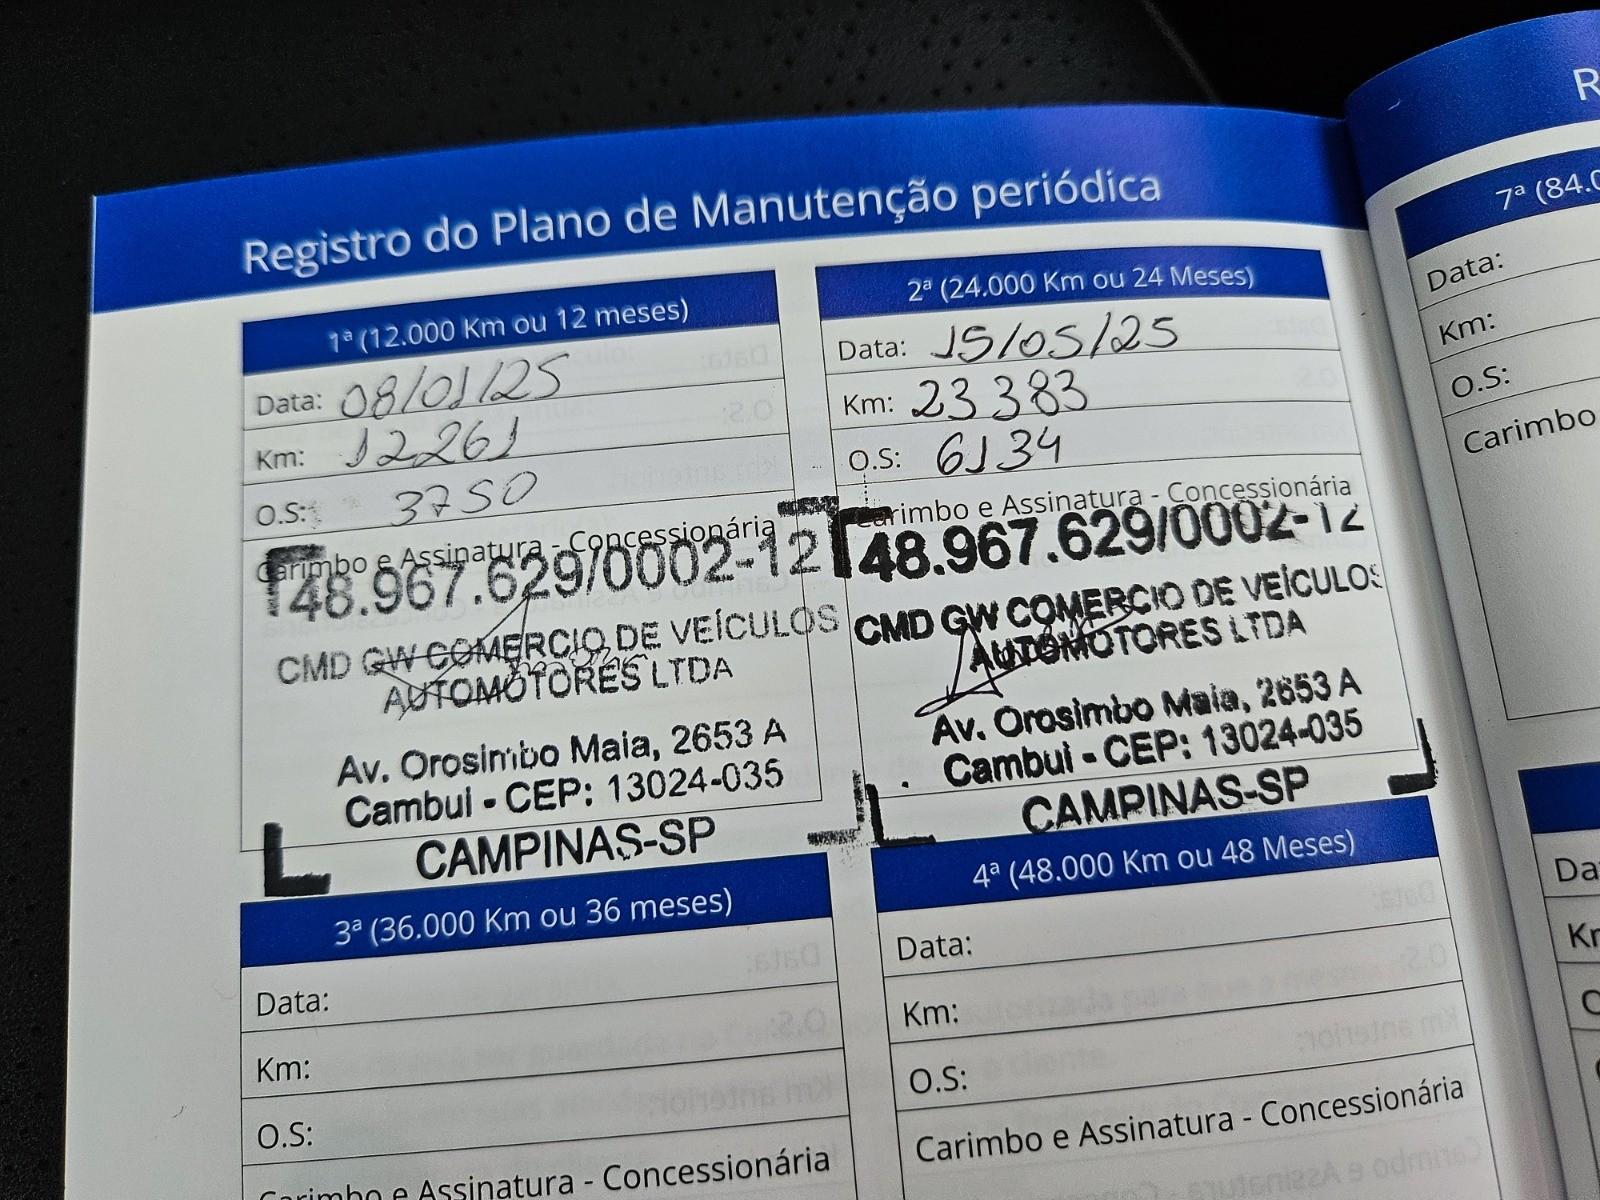 Registro do Plano de Manutenção periódica
1ª (12.000 Km ou 12 meses)
Data: 08/01/25
Km: 12261
O.S: 3750
Carimbo e Assinatura - Concessionária
48.967.629/0002-12
CMD GW COMERCIO DE VEÍCULOS
AUTOMOTORES LTDA
Av. Orosimbo Maia, 2653 A
Cambui - CEP: 13024-035
CAMPINAS-SP
2ª (24.000 Km ou 24 Meses)
Data: 15/05/25
Km: 23383
O.S: 6134
Carimbo e Assinatura - Concessionária
48.967.629/0002-12
CMD GW COMERCIO DE VEÍCULOS
AUTOMOTORES LTDA
Av. Orosimbo Maia, 2653 A
Cambui - CEP: 13024-035
CAMPINAS-SP
3ª (36.000 Km ou 36 meses)
Data:
Km:
O.S:
Carimbo e Assinatura - Concessionária
4ª (48.000 Km ou 48 Meses)
Data:
Km:
O.S:
Carimbo e Assinatura - Concessionária
7ª (84.0
Data:
Km:
O.S:
Carimbo